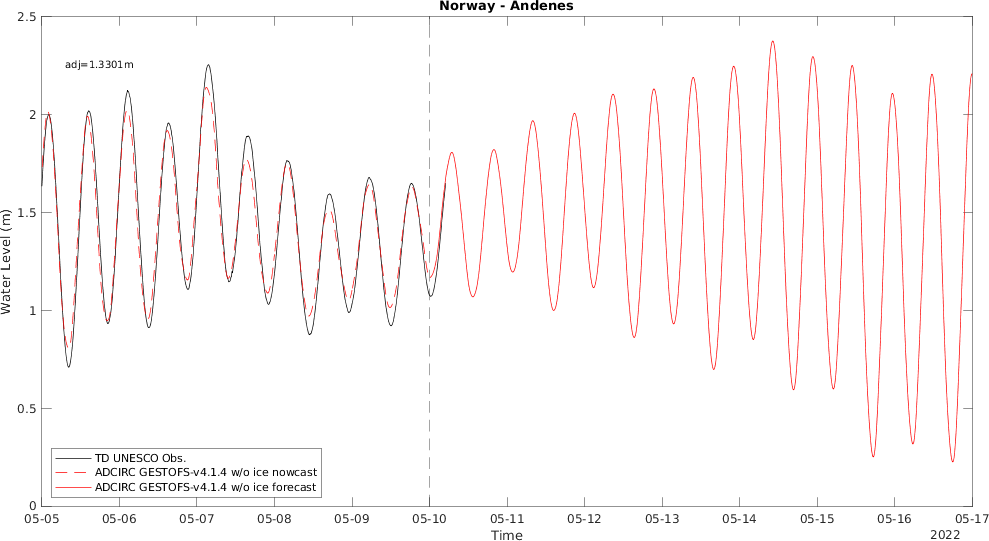 Norway - Andenes
2.5
adj=1.3301m
2
1.5
Water Level (m)
1
0.5
TD UNESCO Obs.
ADCIRC GESTOFS-v4.1.4 w/o ice nowcast
ADCIRC GESTOFS-v4.1.4 w/o ice forecast
0
05-05 05-06 05-07 05-08 05-09 05-10 05-11 05-12 05-13 05-14 05-15 05-16 05-17
Time
2022